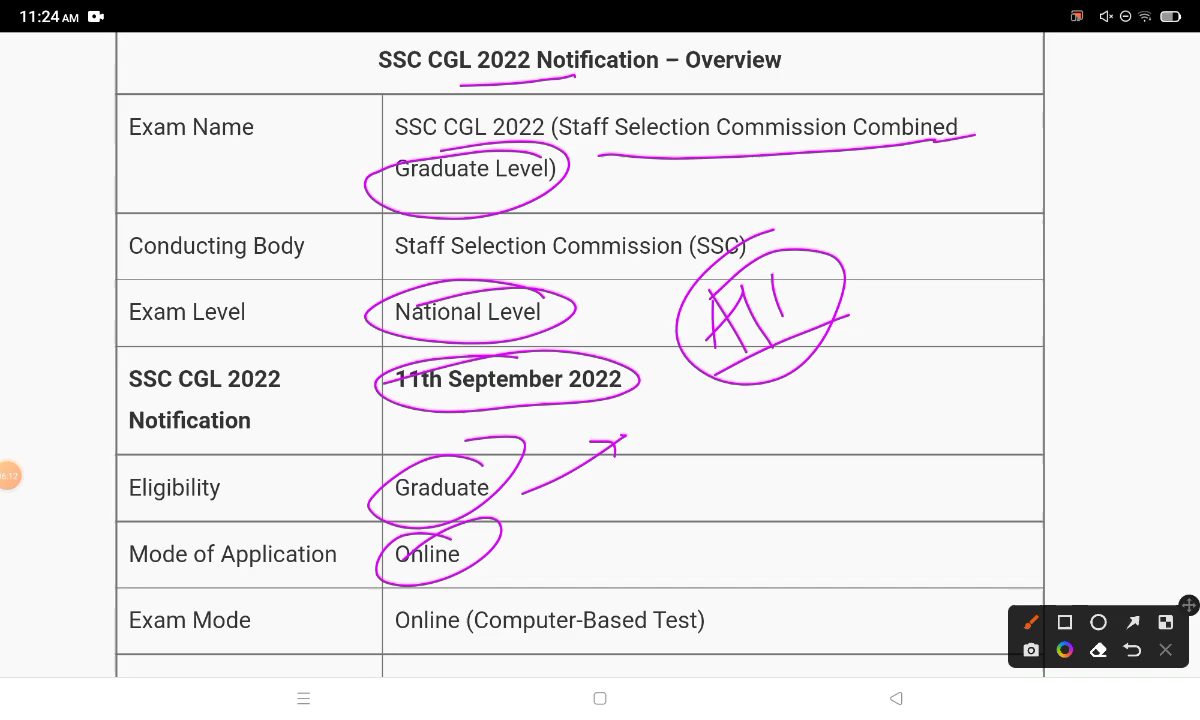 11:24 AM
SSC CGL 2022 Notification – Overview
Exam Name
SSC CGL 2022 (Staff Selection Commission Combined
Graduate Level)
Conducting Body
Staff Selection Commission (SSC)
Exam Level
National Level
SSC CGL 2022
Notification
11th September 2022
Eligibility
Graduate
Mode of Application
Online
Exam Mode
Online (Computer-Based Test)